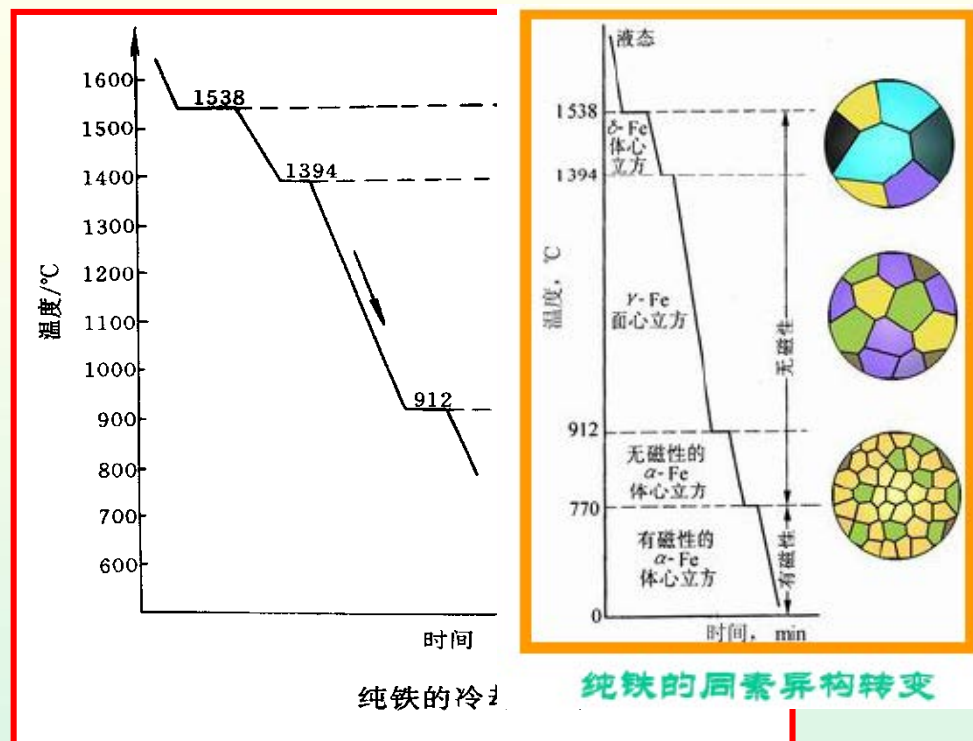 1600
1500
1400
1300
1200
1100
1000
900
800
700
600
温度/℃
1538
1394
912
时间
纯铁的冷却
液态
1538
δ-Fe
体心
立方
1394
γ-Fe
面心立方
912
无磁性的
α-Fe
体心立方
770
有磁性的
α-Fe
体心立方
0
温度，℃
无磁性
有磁性
时间，min
纯铁的同素异构转变